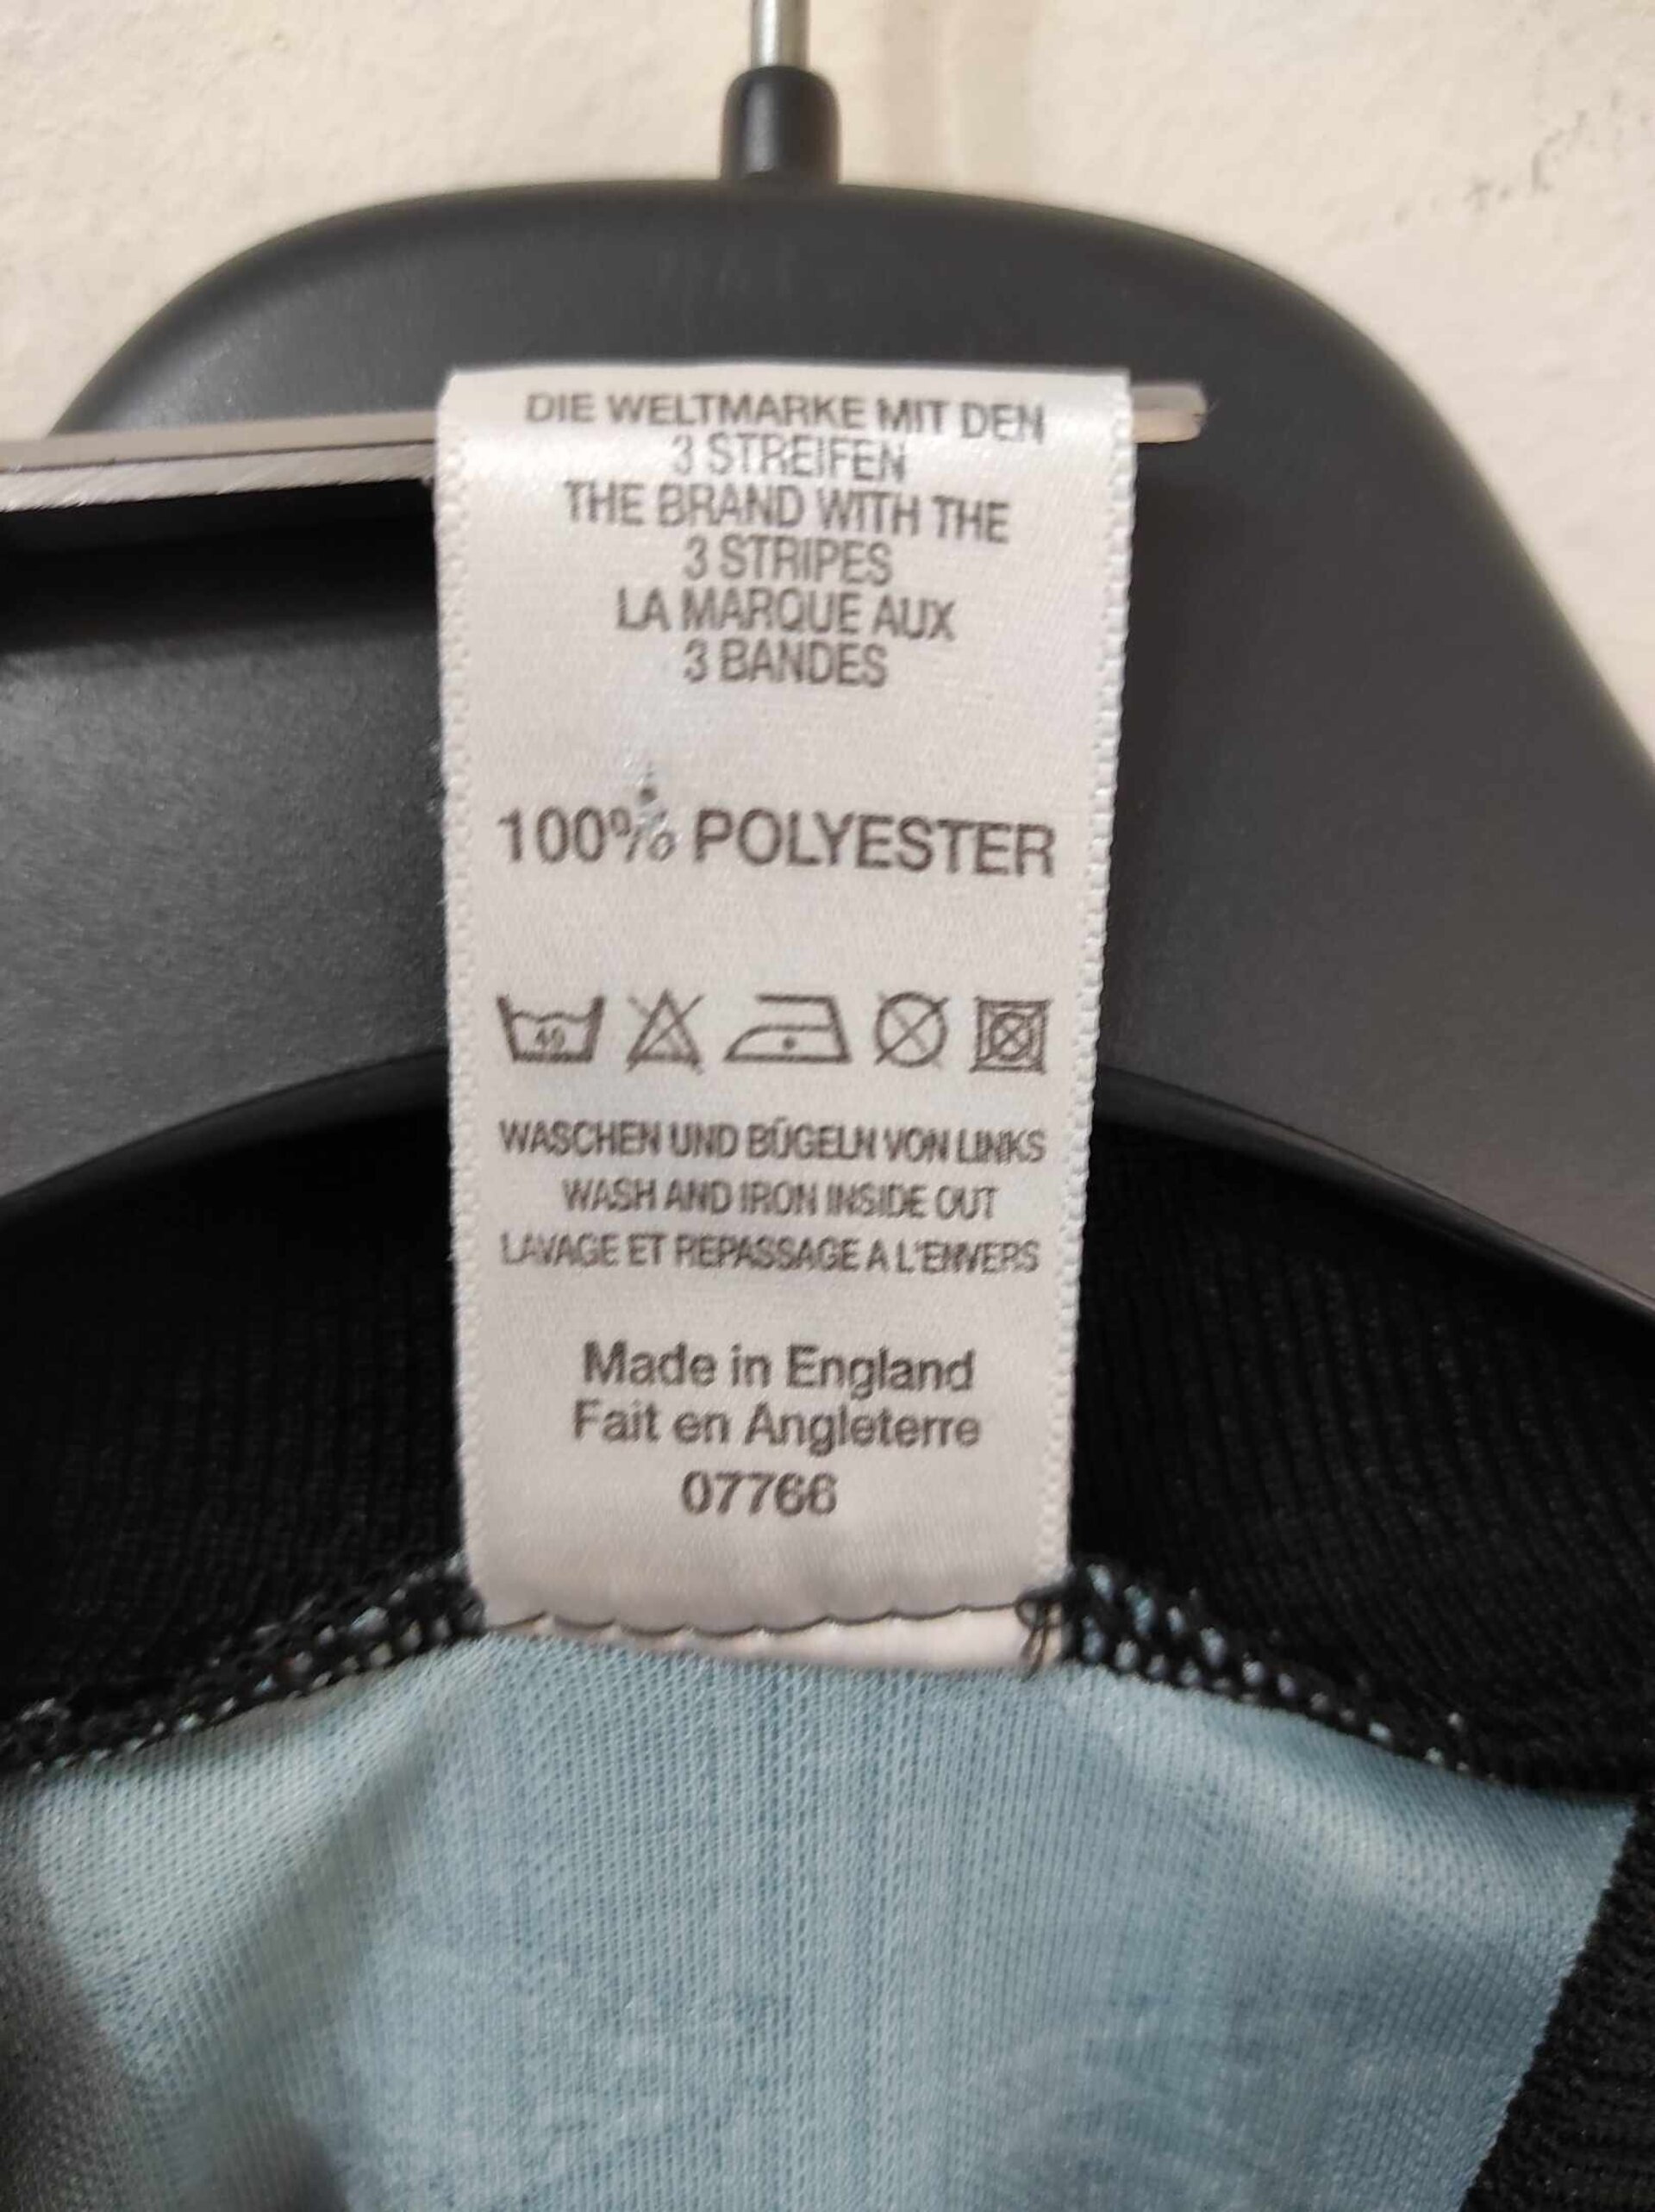 DIE WELTMARKE MIT DEN
3 STREIFEN
THE BRAND WITH THE
3 STRIPES
LA MARQUE AUX
3 BANDES
100% POLYESTER
40
WASCHEN UND BÜGELN VON LINKS
WASH AND IRON INSIDE OUT
LAVAGE ET REPASSAGE A L'ENVERS
Made in England
Fait en Angleterre
07766